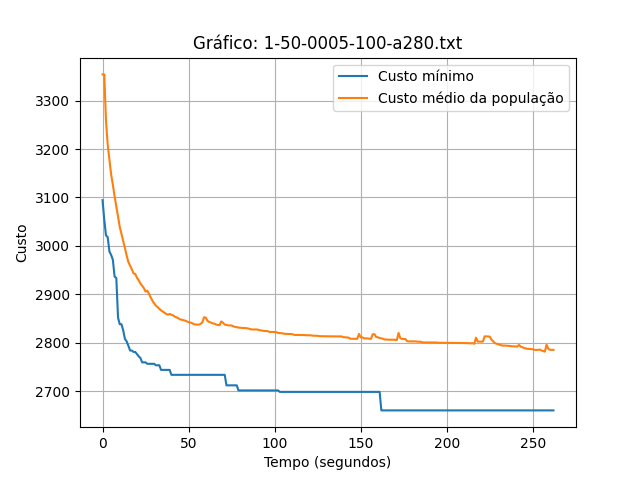 Gráfico: 1-50-0005-100-a280.txt
Custo mínimo
Custo médio da população
Custo
3300
3200
3100
3000
2900
2800
2700
0 50 100 150 200 250
Tempo (segundos)